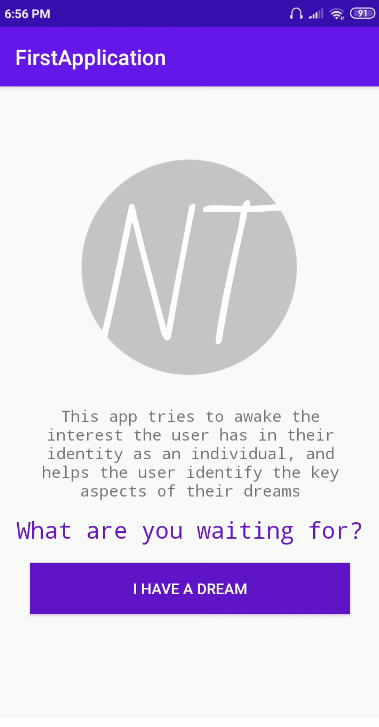 6:56 PM
91
FirstApplication
NT
This app tries to awake the
interest the user has in their
identity as an individual, and
helps the user identify the key
aspects of their dreams
What are you waiting for?
I HAVE A DREAM